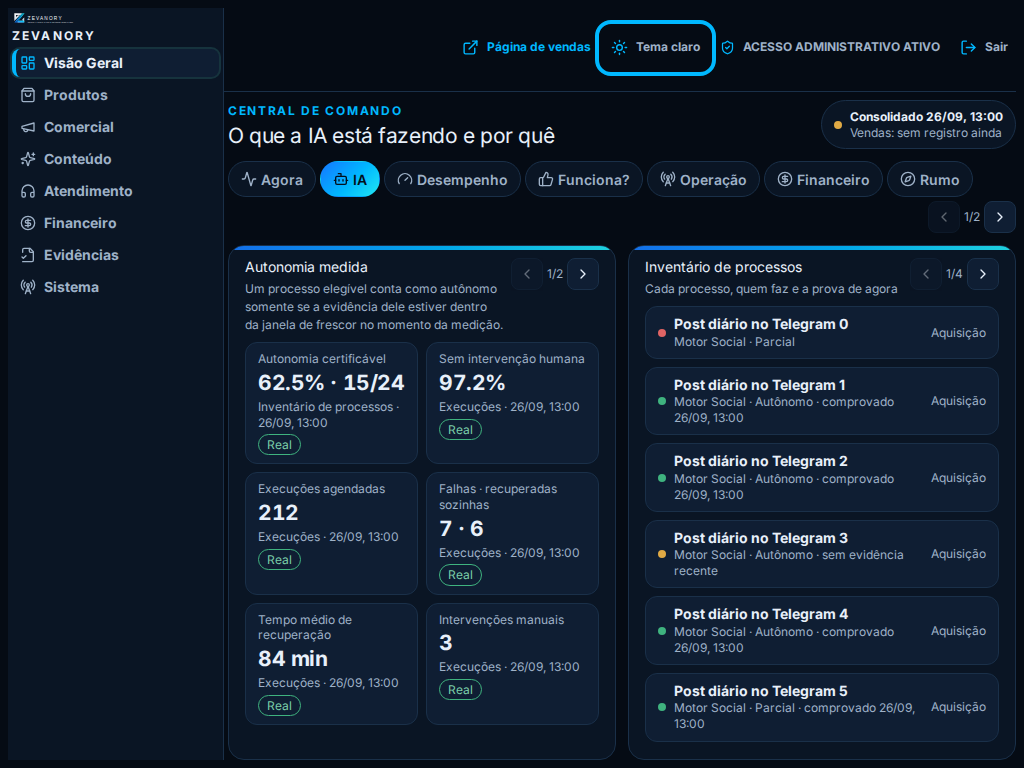 ZEVANORY
ZEVANORY
Visão Geral
Produtos
Comercial
Conteúdo
Atendimento
Financeiro
Evidências
Sistema
Página de vendas
Tema claro
ACESSO ADMINISTRATIVO ATIVO
Sair
CENTRAL DE COMANDO
O que a IA está fazendo e por quê
Consolidado 26/09, 13:00
Vendas: sem registro ainda
Agora
IA
Desempenho
Funciona?
Operação
Financeiro
Rumo
1/2
Autonomia medida
1/2
Um processo elegível conta como autônomo
somente se a evidência dele estiver dentro
da janela de frescor no momento da medição.
Autonomia certificável
62.5% · 15/24
Inventário de processos ·
26/09, 13:00
Real
Sem intervenção humana
97.2%
Execuções · 26/09, 13:00
Real
Execuções agendadas
212
Execuções · 26/09, 13:00
Real
Falhas · recuperadas
sozinhas
7 · 6
Execuções · 26/09, 13:00
Real
Tempo médio de
recuperação
84 min
Execuções · 26/09, 13:00
Real
Intervenções manuais
3
Execuções · 26/09, 13:00
Real
Inventário de processos
1/4
Cada processo, quem faz e a prova de agora
Post diário no Telegram 0
Motor Social · Parcial
Aquisição
Post diário no Telegram 1
Motor Social · Autônomo · comprovado
26/09, 13:00
Aquisição
Post diário no Telegram 2
Motor Social · Autônomo · comprovado
26/09, 13:00
Aquisição
Post diário no Telegram 3
Motor Social · Autônomo · sem evidência
recente
Aquisição
Post diário no Telegram 4
Motor Social · Autônomo · comprovado
26/09, 13:00
Aquisição
Post diário no Telegram 5
Motor Social · Parcial · comprovado 26/09,
13:00
Aquisição